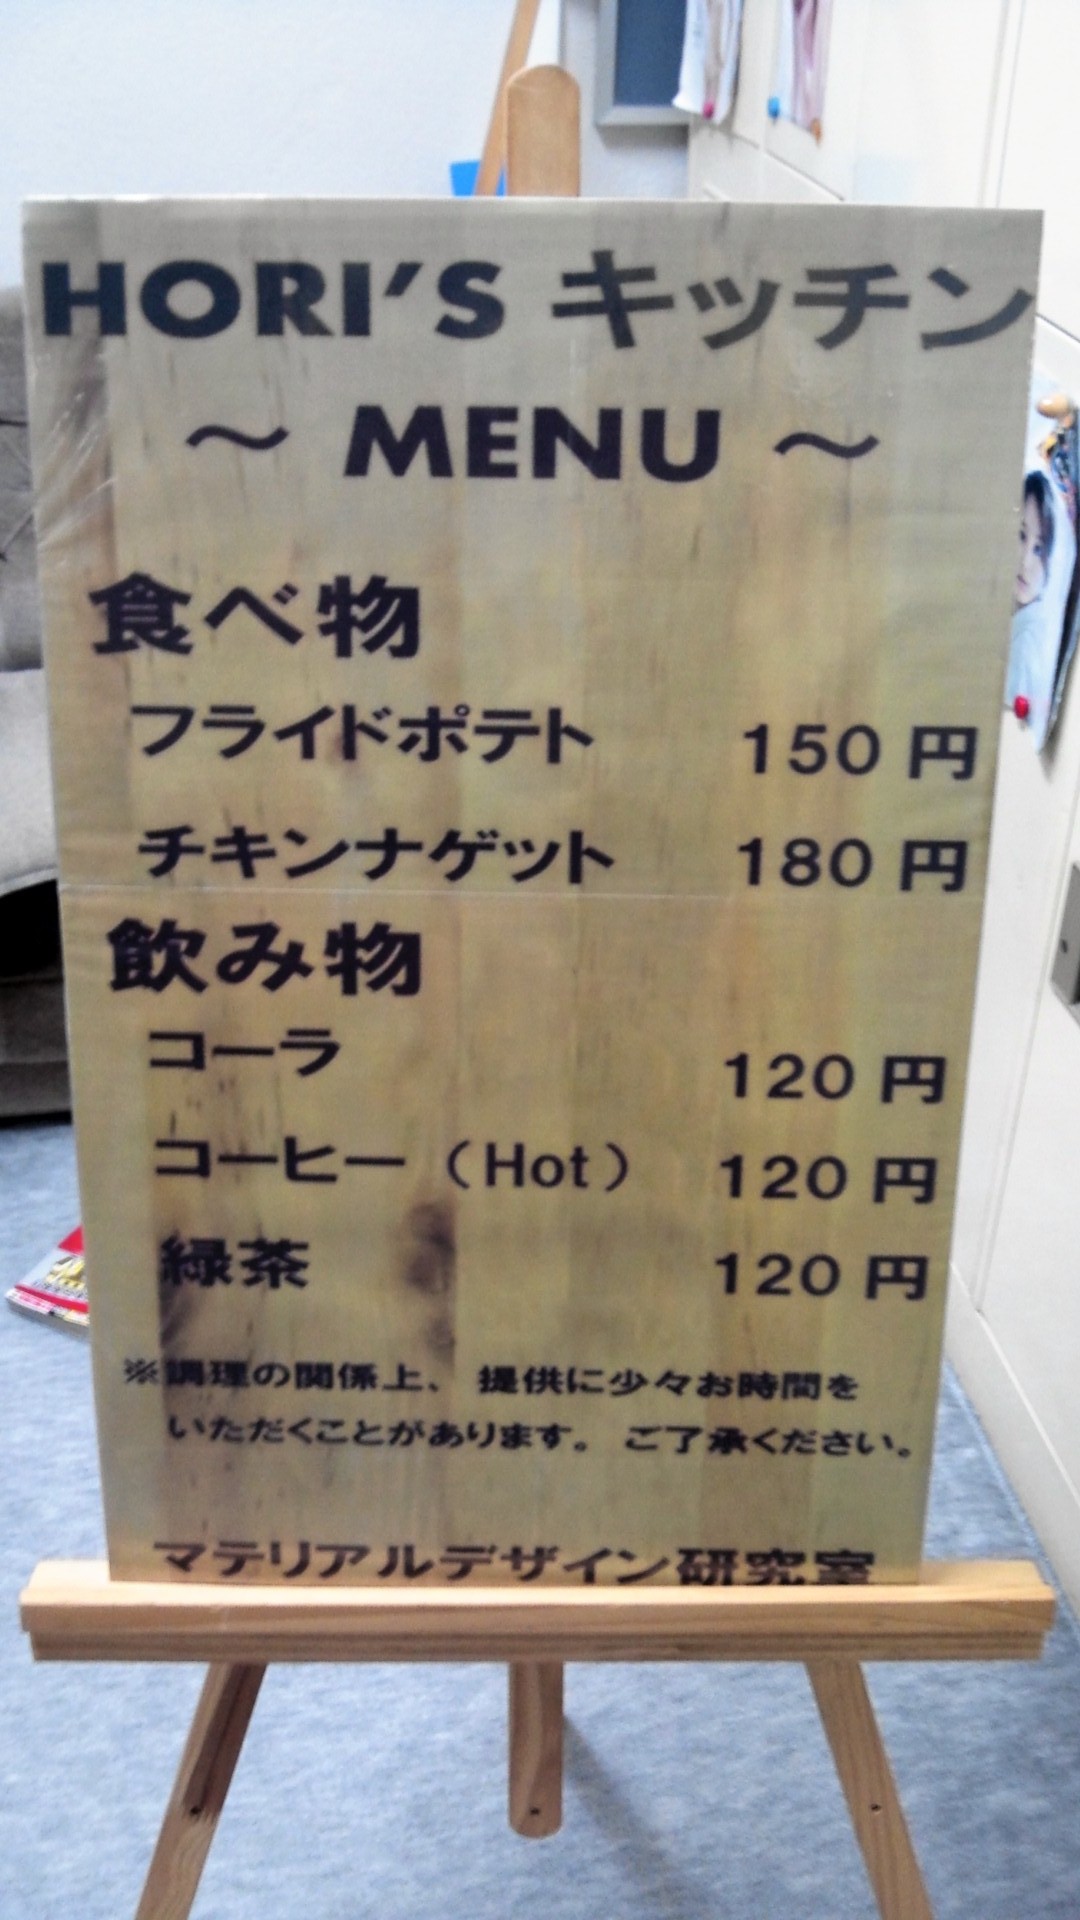 HORI'S キッチン
～ MENU ～
食べ物
フライドポテト 150 円
チキンナゲット 180 円
飲み物
コーラ 120 円
コーヒー（Hot） 120 円
緑茶 120 円
※調理の関係上、提供に少々お時間を
いただくことがあります。ご了承ください。
マテリアルデザイン研究室